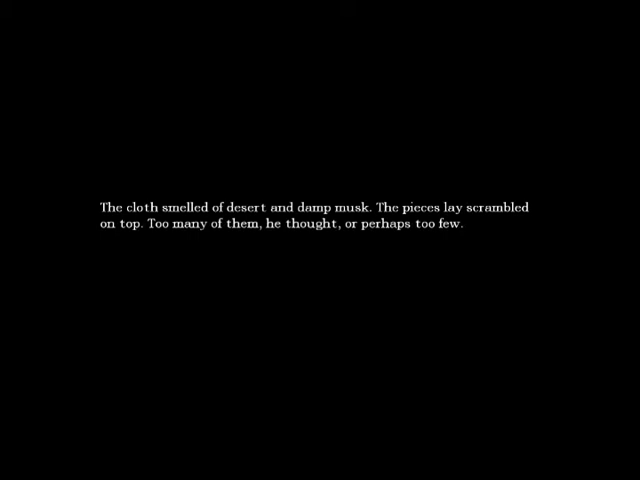 The cloth smelled of desert and damp musk. The pieces lay scrambled
on top. Too many of them, he thought, or perhaps too few.